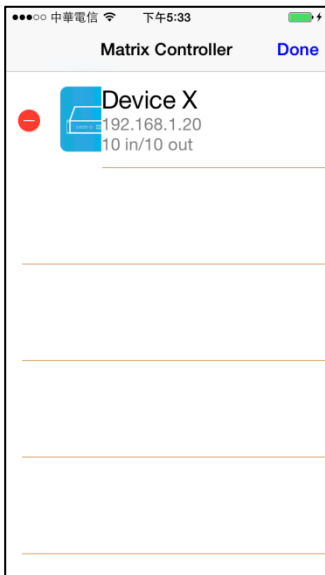 中華電信 下午5:33
Matrix Controller Done
Device X
192.168.1.20
10 in/10 out